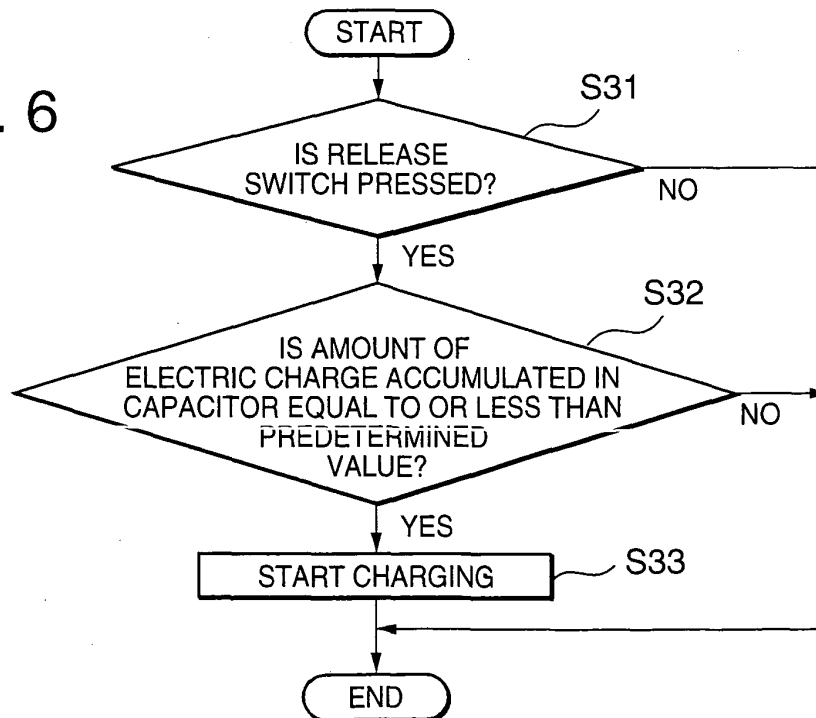 START
. 6
S31
IS RELEASE
SWITCH PRESSED?
NO
YES
S32
IS AMOUNT OF
ELECTRIC CHARGE ACCUMULATED IN
CAPACITOR EQUAL TO OR LESS THAN
PREDETERMINED
VALUE?
NO
YES
START CHARGING
S33
END